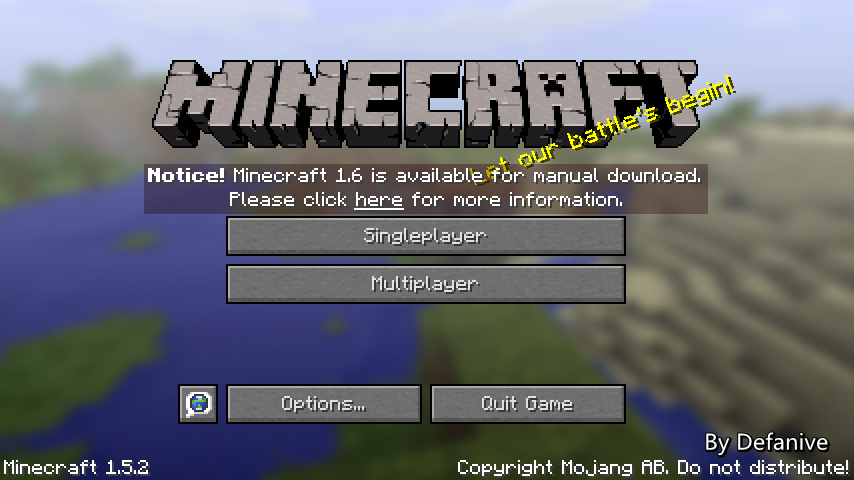 MINECRAFT
Let our battle's begin!
Notice! Minecraft 1.6 is available for manual download.
Please click here for more information.
Singleplayer
Multiplayer
Options...
Quit Game
By Defanive
Minecraft 1.5.2
Copyright Mojang AB. Do not distribute!